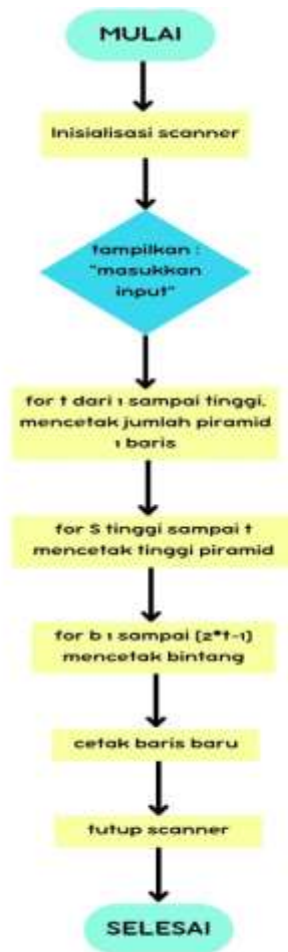 MULAI
Inisialisasi scanner
tampilkan :
"masukkan
input"
for t dari 1 sampai tinggi.
mencetak jumlah piramid
1 baris
for S tinggi sampai t
mencetak tinggi piramid
for b 1 sampai (2*t-1)
mencetak bintang
cetak baris baru
tutup scanner
SELESAI